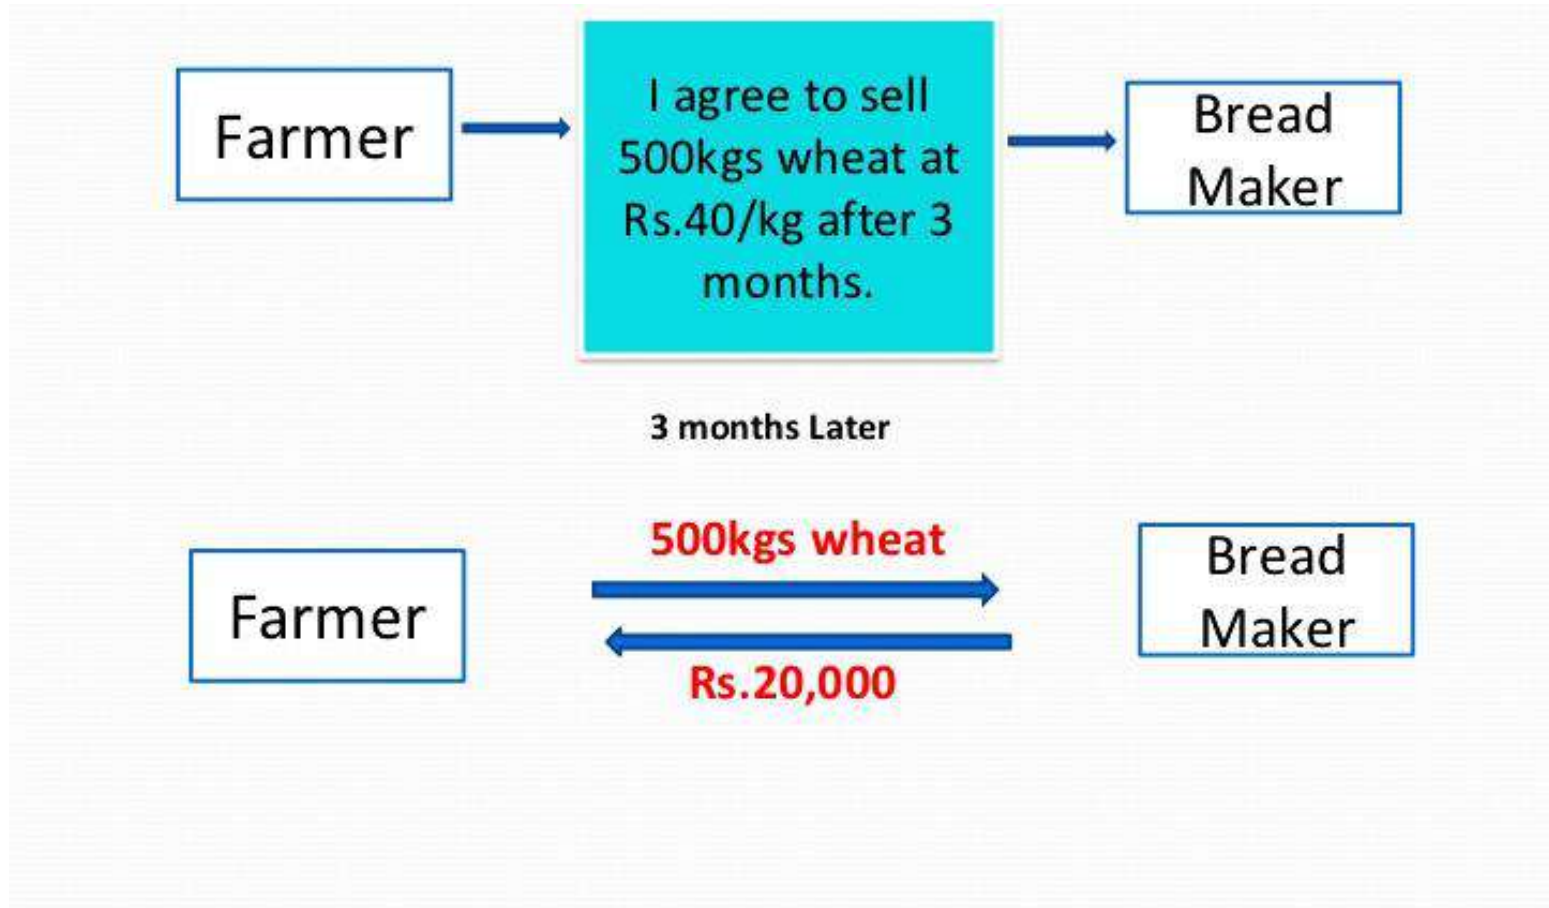 Farmer
I agree to sell
500kgs wheat at
Rs.40/kg after 3
months.
Bread
Maker
3 months Later
Farmer
500kgs wheat
Rs.20,000
Bread
Maker